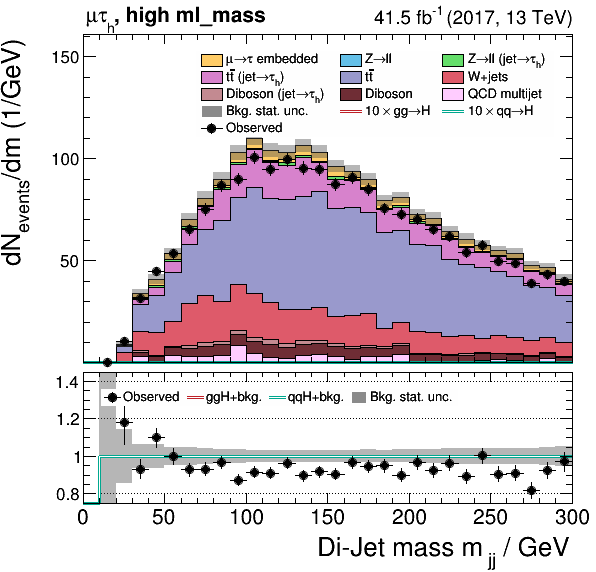 μτh, high ml_mass
41.5 fb⁻¹ (2017, 13 TeV)
dN_events/dm (1/GeV)
150
100
50
μ→τ embedded
Z→ll
Z→ll (jet→τh)
tt̄ (jet→τh)
tt̄
W+jets
Diboson (jet→τh)
Diboson
QCD multijet
Bkg. stat. unc.
10 × gg→H
10 × qq→H
Observed
1.4
1.2
1
0.8
Observed
ggH+bkg.
qqH+bkg.
Bkg. stat. unc.
0 50 100 150 200 250 300
Di-Jet mass m_jj / GeV